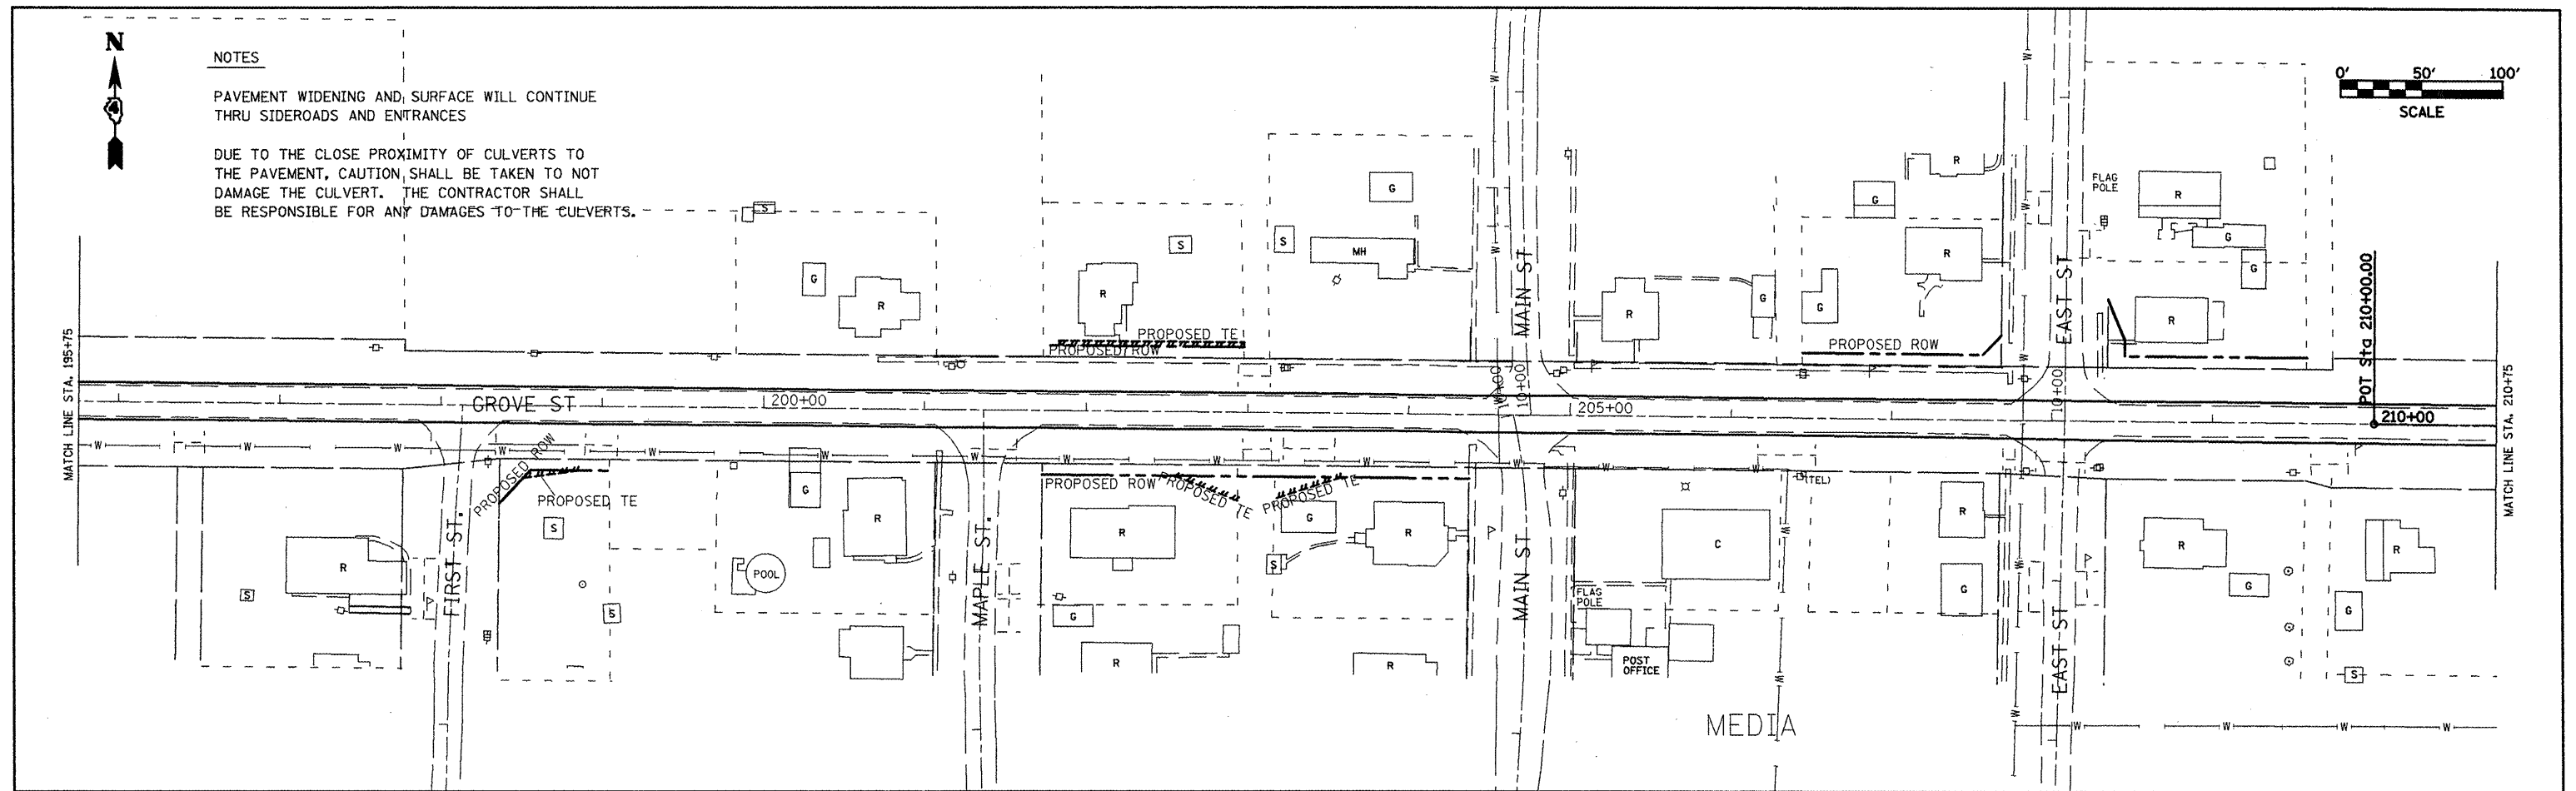 N
4
NOTES
PAVEMENT WIDENING AND SURFACE WILL CONTINUE
THRU SIDEROADS AND ENTRANCES
DUE TO THE CLOSE PROXIMITY OF CULVERTS TO
THE PAVEMENT, CAUTION SHALL BE TAKEN TO NOT
DAMAGE THE CULVERT. THE CONTRACTOR SHALL
BE RESPONSIBLE FOR ANY DAMAGES TO THE CULVERTS.
0' 50' 100'
SCALE
W
W
R
FLAG
POLE
R
G
G
S
W
S
S
MH
W
R
G
G
G
R
R
G
R
G
G
R
MAIN ST
EAST ST
POT Sta 210+00.00
PROPOSED TE
PROPOSED ROW
PROPOSED ROW
MATCH LINE STA. 195+75
MATCH LINE STA. 210+75
GROVE ST
200+00
10+00
205+00
10+00
210+00
W W W W W W W W W W W W W
PROPOSED ROW
PROPOSED TE
PROPOSED ROW
PROPOSED TE
PROPOSED TE
(TEL)
G
R
G
R
S
R
R
C
R
R
R
S
POOL
S
G
G
G
S
S
G
FIRST ST.
MAPLE ST.
MAIN ST
EAST ST
FLAG
POLE
R
R
POST
OFFICE
S
MEDIA
W W W W